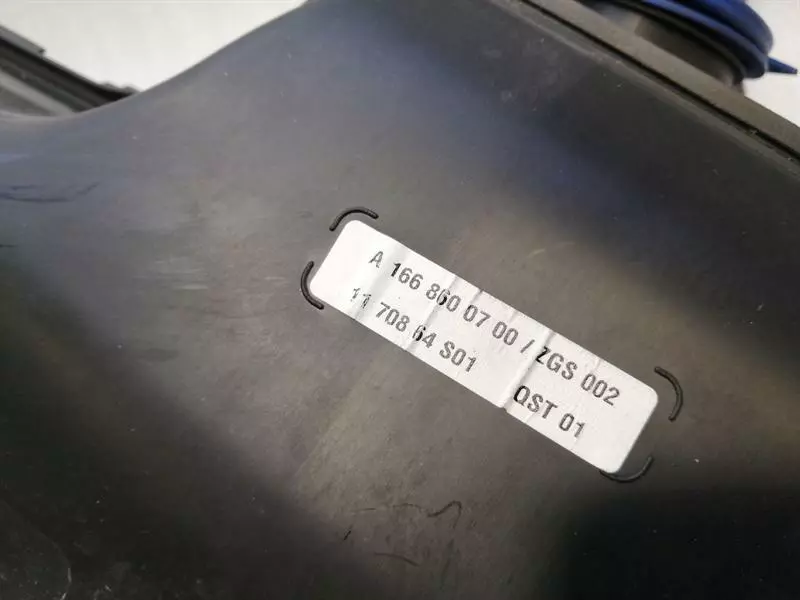 A 166 860 07 00 / ZGS 002
11 708 64 S01 QST 01